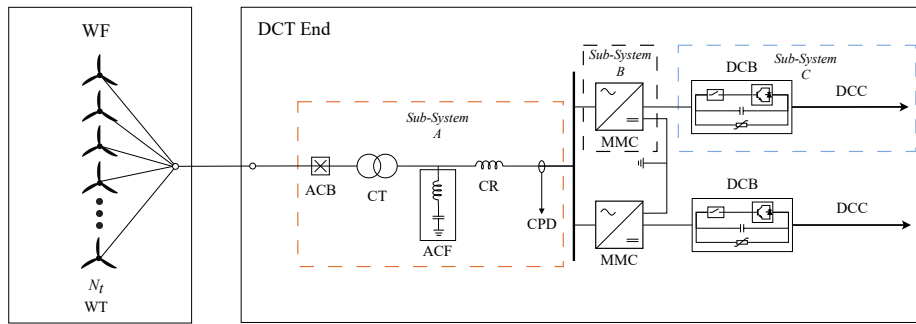 WF
N_t
WT
DCT End
Sub-System
A
ACB
CT
ACF
CR
CPD
Sub-System
B
MMC
MMC
Sub-System
C
DCB
DCC
DCB
DCC